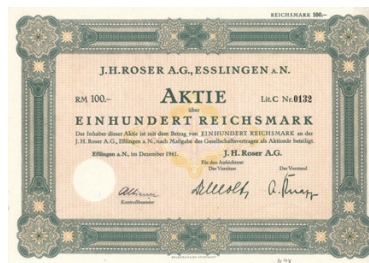 REICHSMARK 100.–
J.H.ROSER A.G., ESSLINGEN A.N.
RM 100.– AKTIE Lit.C Nr.0132
über
EINHUNDERT REICHSMARK
Der Inhaber dieser Aktie ist mit dem Betrag von EINHUNDERT REICHSMARK an der
J. H. Roser A.G., Eßlingen a. N., nach Maßgabe des Gesellschaftsvertrages als Aktionär beteiligt.
Eßlingen a. N., im Dezember 1941.
J. H. Roser A.G.
Für den Aufsichtsrat
Der Vorsitzer
Der Vorstand
Kontrollbeamter